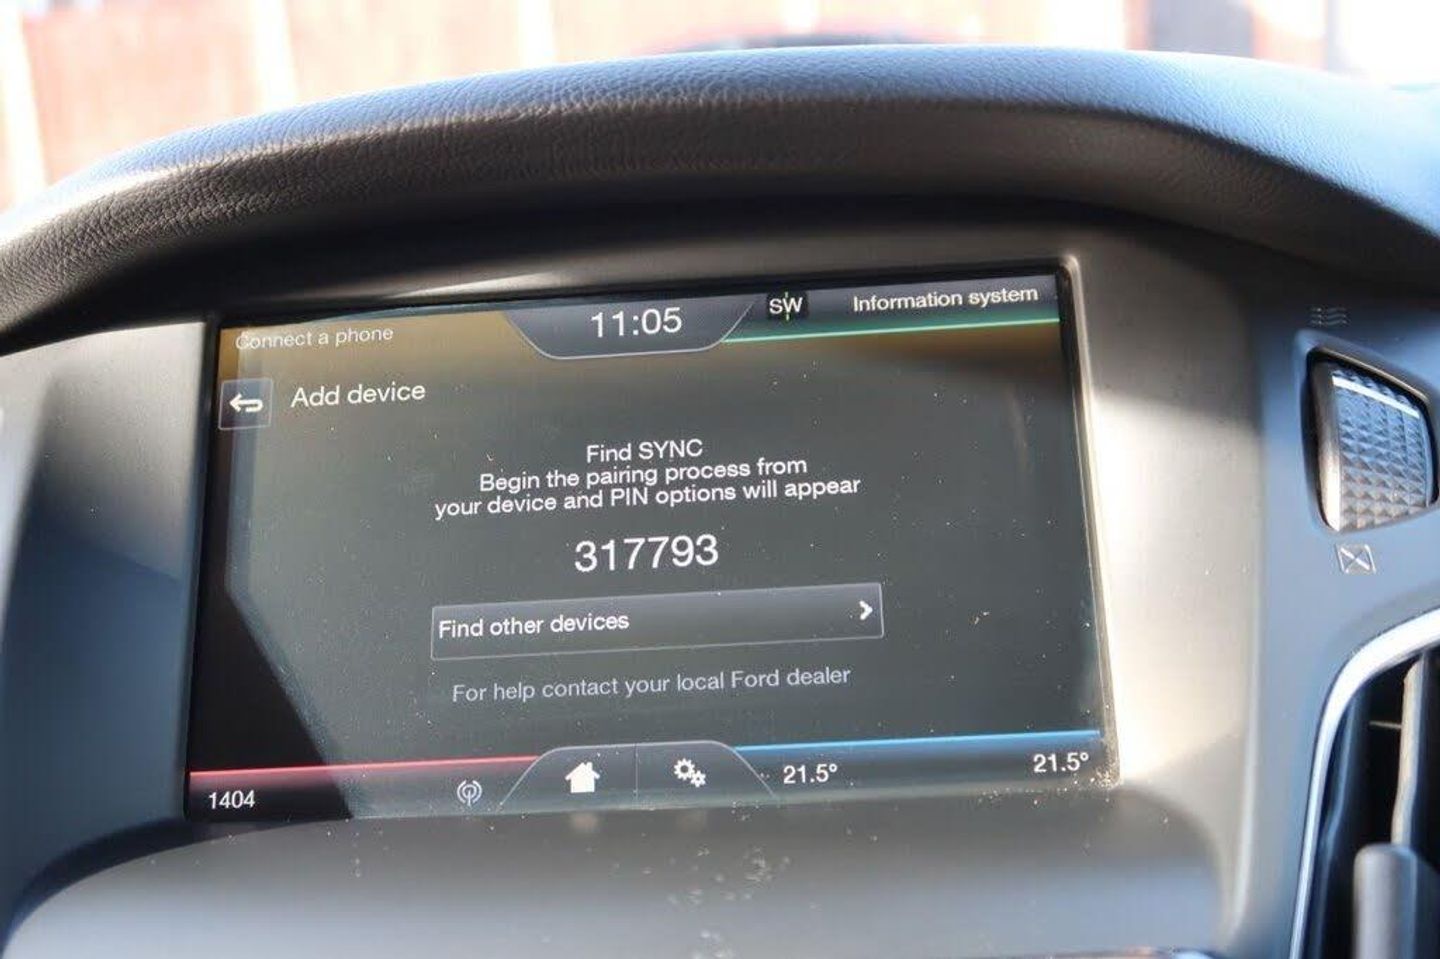 Connect a phone
11:05
SW
Information system
Add device
Find SYNC
Begin the pairing process from
your device and PIN options will appear
317793
Find other devices
For help contact your local Ford dealer
1404
21.5°
21.5°